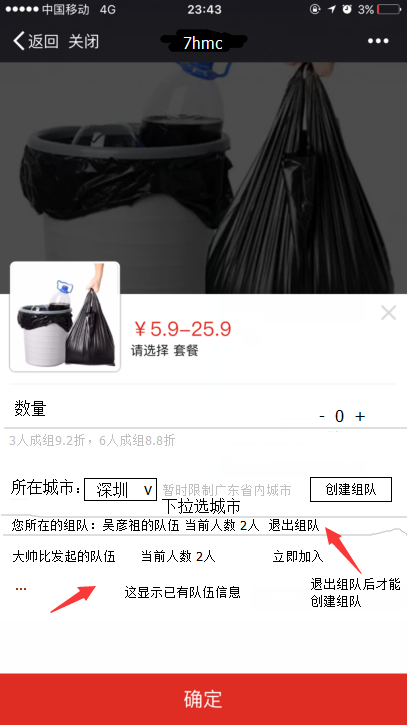 中国移动 4G 23:43 3%
返回 关闭 7hmc
¥5.9-25.9
请选择 套餐
数量 - 0 +
3人成组9.2折，6人成组8.8折
所在城市： 深圳 v 暂时限制广东省内城市 创建组队
下拉选城市
您所在的组队：吴彦祖的队伍 当前人数 2人 退出组队
大帅比发起的队伍 当前人数 2人 立即加入
... 这显示已有队伍信息 退出组队后才能
创建组队
确定